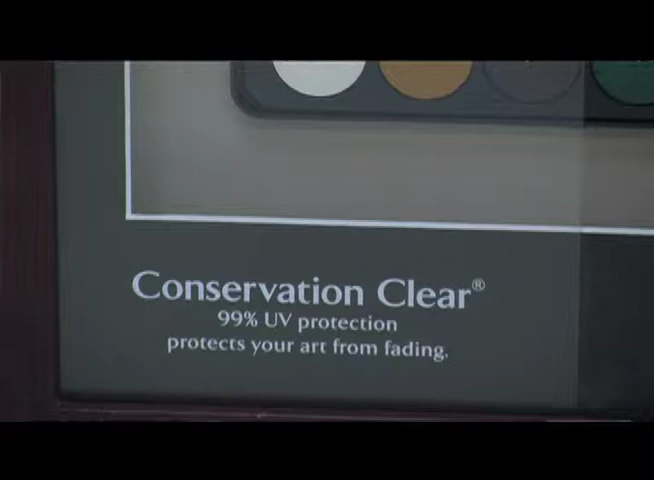 Conservation Clear®
99% UV protection
protects your art from fading.